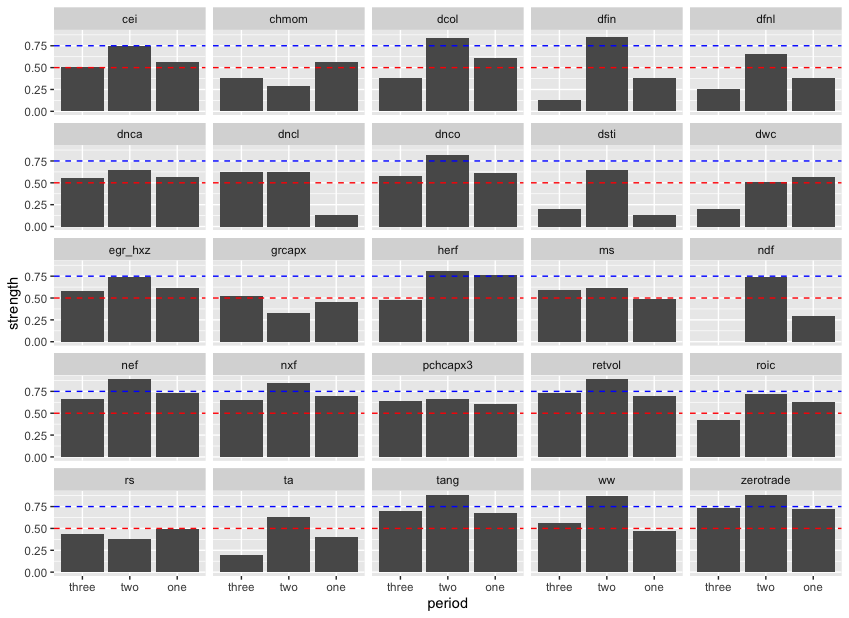 cei chmom dcol dfin dfnl
0.75
0.50
0.25
0.00
dnca dncl dnco dsti dwc
0.75
0.50
0.25
0.00
egr_hxz grcapx herf ms ndf
0.75
0.50
0.25
0.00
strength
nef nxf pchcapx3 retvol roic
0.75
0.50
0.25
0.00
rs ta tang ww zerotrade
0.75
0.50
0.25
0.00
three two one three two one three two one three two one three two one
period